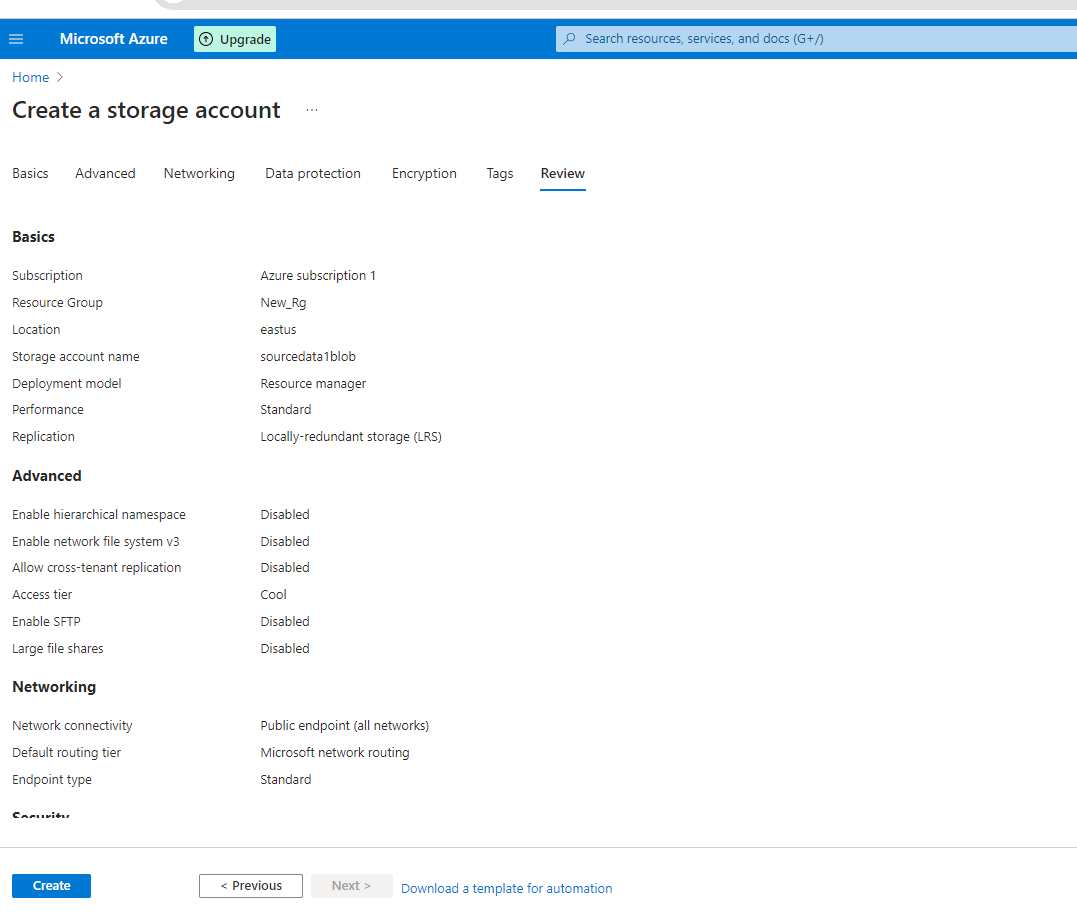 Microsoft Azure Upgrade Search resources, services, and docs (G+/)
Home >
Create a storage account ...
Basics Advanced Networking Data protection Encryption Tags Review
Basics
Subscription Azure subscription 1
Resource Group New_Rg
Location eastus
Storage account name sourcedata1blob
Deployment model Resource manager
Performance Standard
Replication Locally-redundant storage (LRS)
Advanced
Enable hierarchical namespace Disabled
Enable network file system v3 Disabled
Allow cross-tenant replication Disabled
Access tier Cool
Enable SFTP Disabled
Large file shares Disabled
Networking
Network connectivity Public endpoint (all networks)
Default routing tier Microsoft network routing
Endpoint type Standard
Security
Create < Previous Next > Download a template for automation